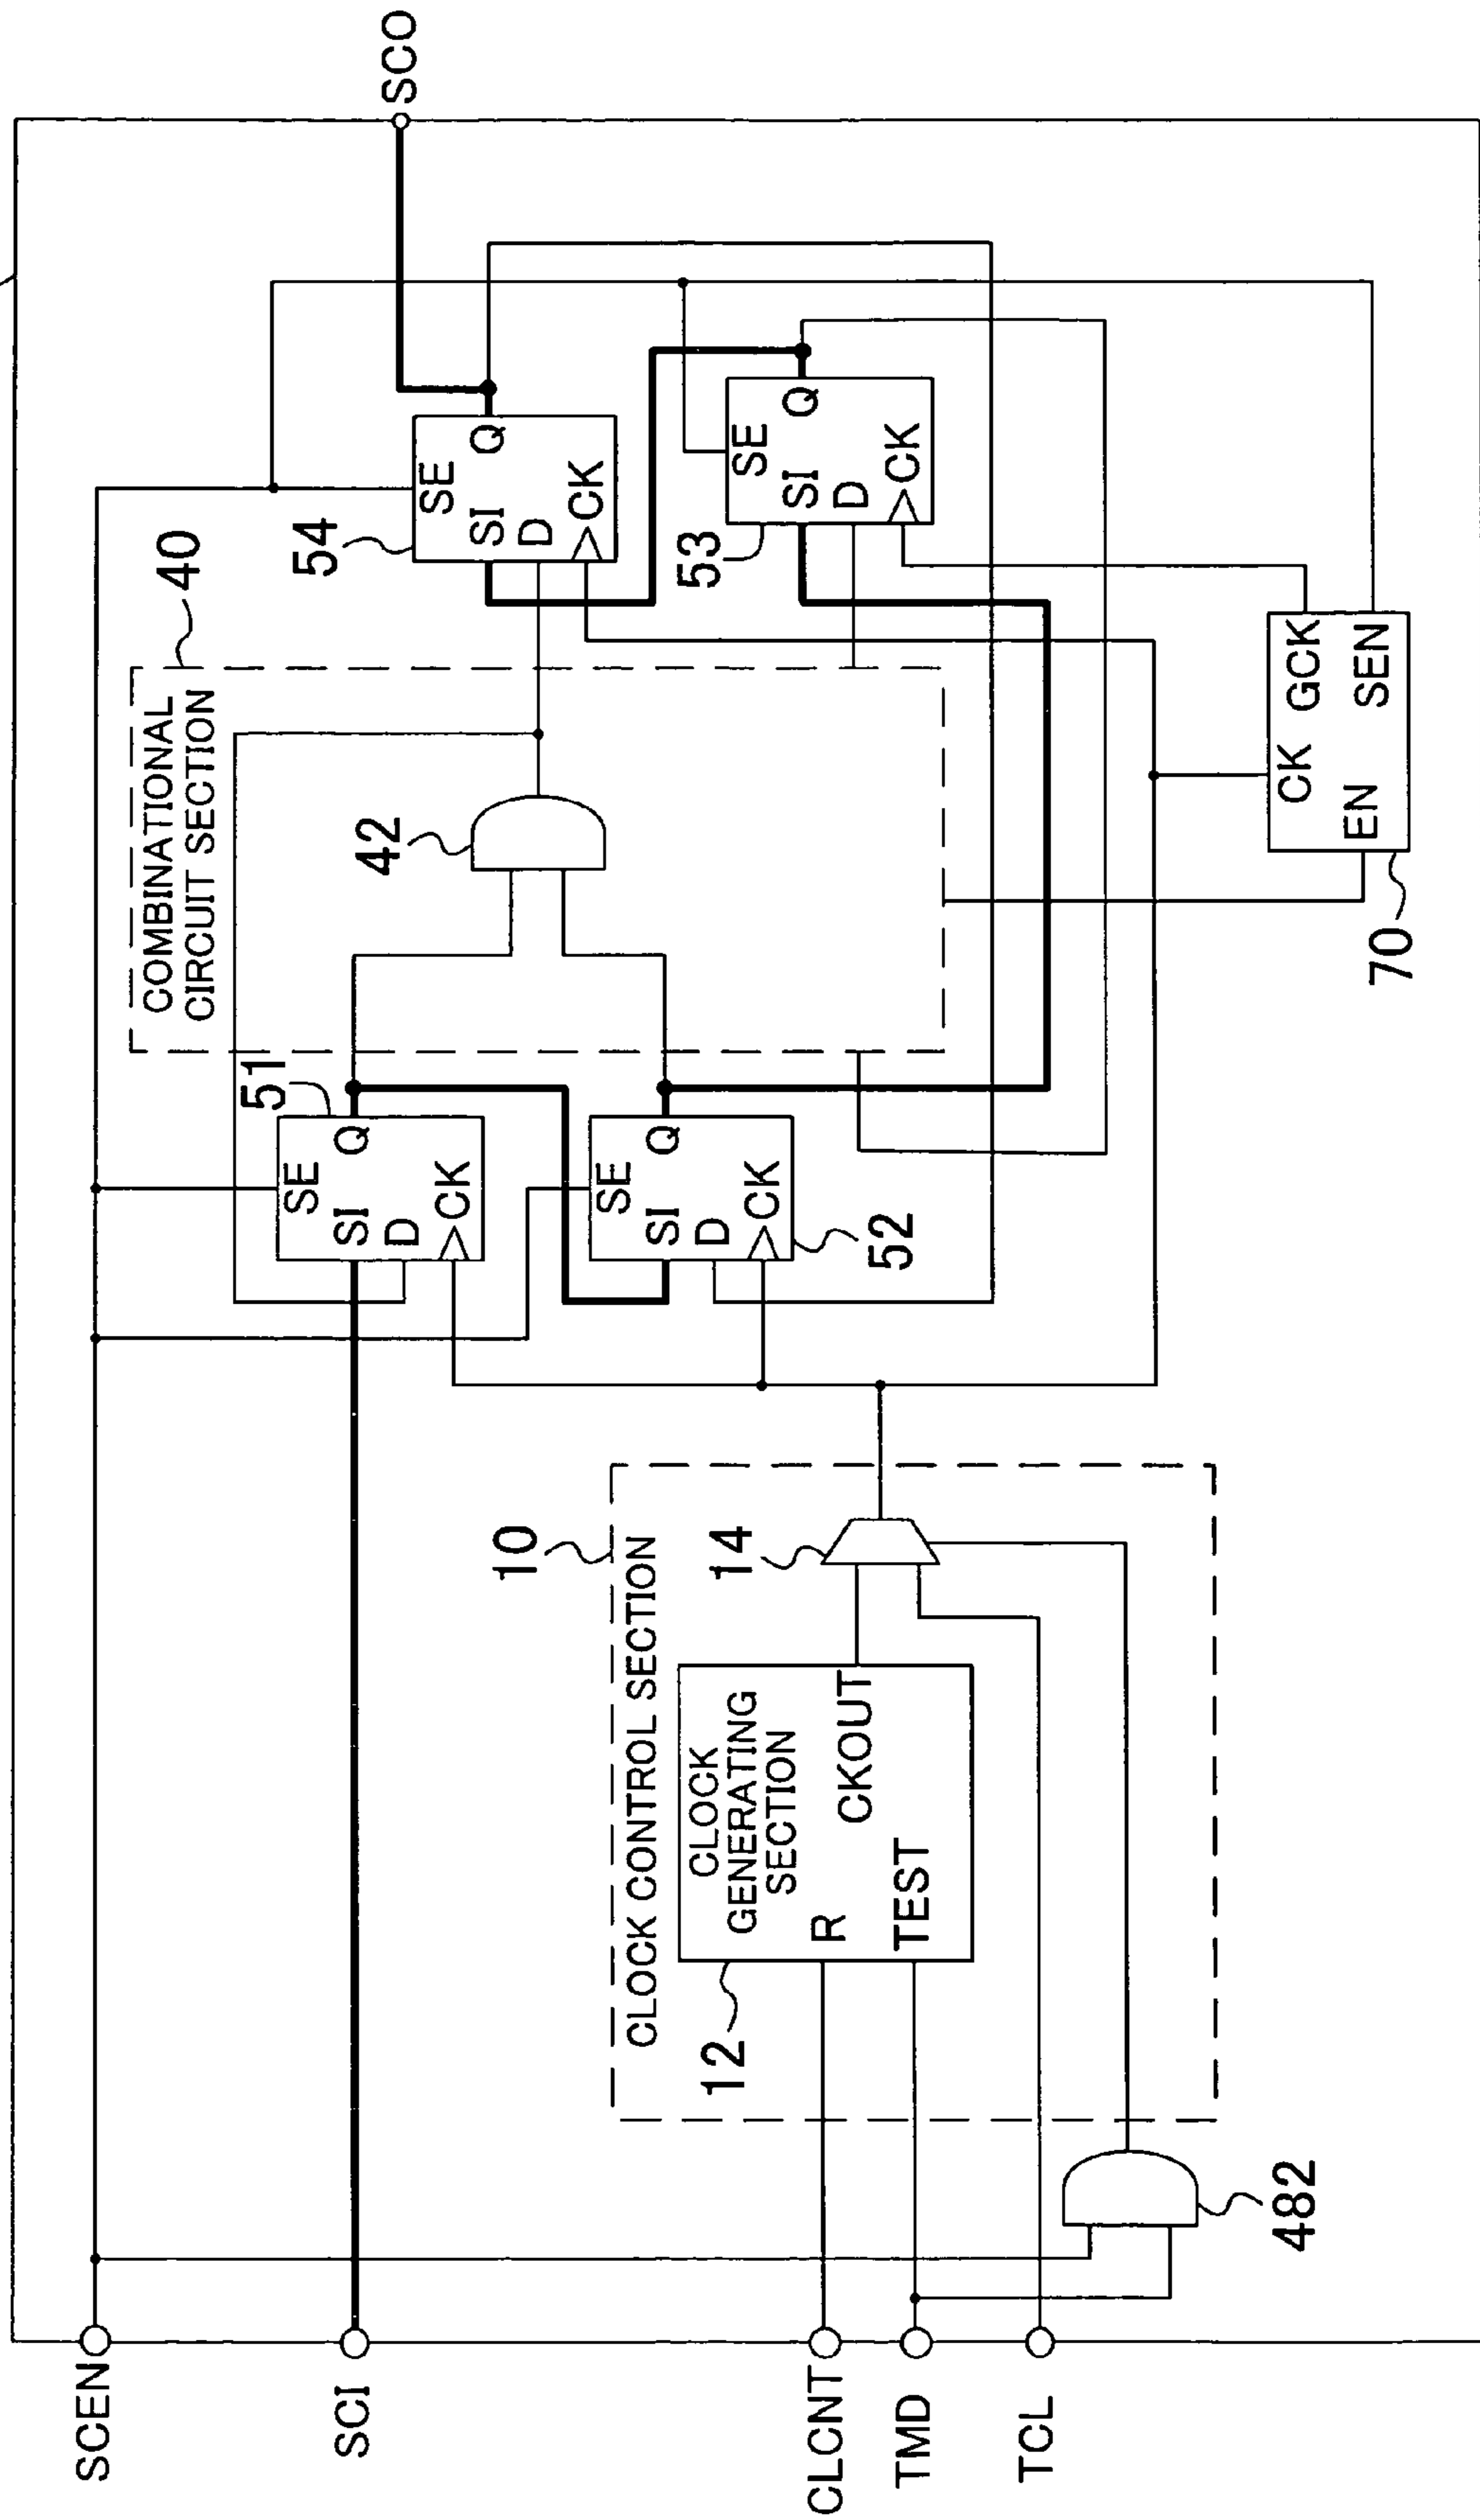 SCEN
SCI
CLCNT
TMD
TCL
482
10
CLOCK CONTROL SECTION
12
CLOCK
GENERATING
SECTION
R
TEST
CKOUT
14
51
SE
SI
Q
D
CK
52
SE
SI
Q
D
CK
40
COMBINATIONAL
CIRCUIT SECTION
42
54
SE
SI
Q
D
CK
53
SE
SI
Q
D
CK
70
CK GCK
EN SEN
SCO